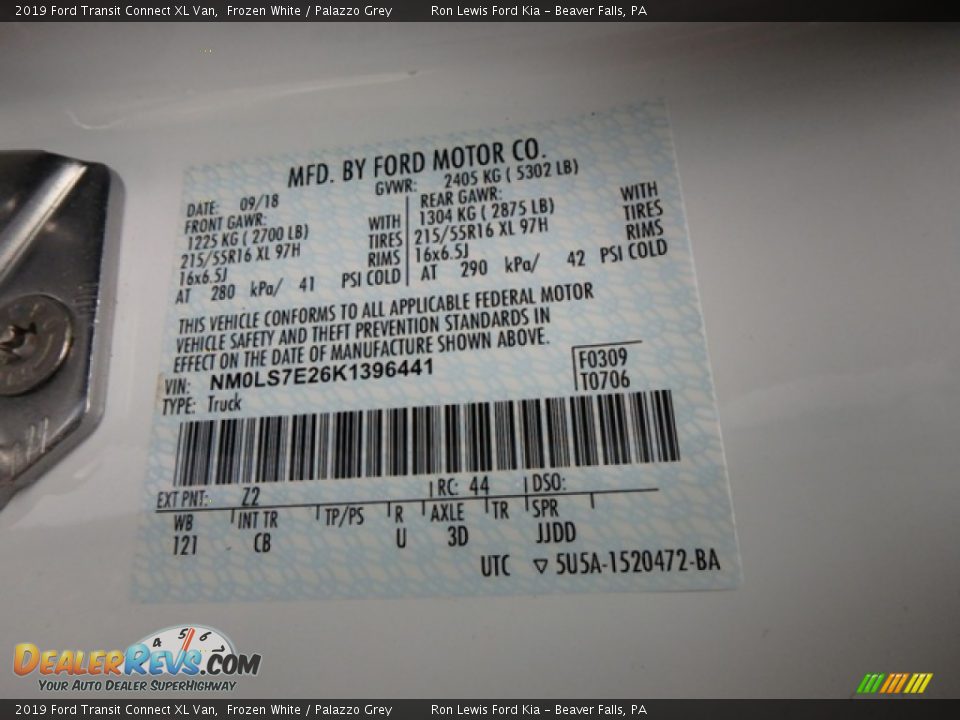 2019 Ford Transit Connect XL Van, Frozen White / Palazzo Grey Ron Lewis Ford Kia - Beaver Falls, PA
MFD. BY FORD MOTOR CO.
DATE: 09/18 GVWR: 2405 KG ( 5302 LB)
FRONT GAWR: WITH
1225 KG ( 2700 LB) TIRES
215/55R16 XL 97H RIMS
16x6.5J
AT 280 kPa/ 41 PSI COLD
REAR GAWR: WITH
1304 KG ( 2875 LB) TIRES
215/55R16 XL 97H RIMS
16x6.5J
AT 290 kPa/ 42 PSI COLD
THIS VEHICLE CONFORMS TO ALL APPLICABLE FEDERAL MOTOR
VEHICLE SAFETY AND THEFT PREVENTION STANDARDS IN
EFFECT ON THE DATE OF MANUFACTURE SHOWN ABOVE.
VIN: NM0LS7E26K1396441
TYPE: Truck
F0309
T0706
EXT PNT: Z2 RC: 44 DSO:
WB INT TR TP/PS R AXLE TR SPR
121 CB U 3D JJDD
UTC ▽ 5U5A-1520472-BA
4 5 6
DEALERREVS.COM
YOUR AUTO DEALER SUPERHIGHWAY
2019 Ford Transit Connect XL Van, Frozen White / Palazzo Grey Ron Lewis Ford Kia - Beaver Falls, PA